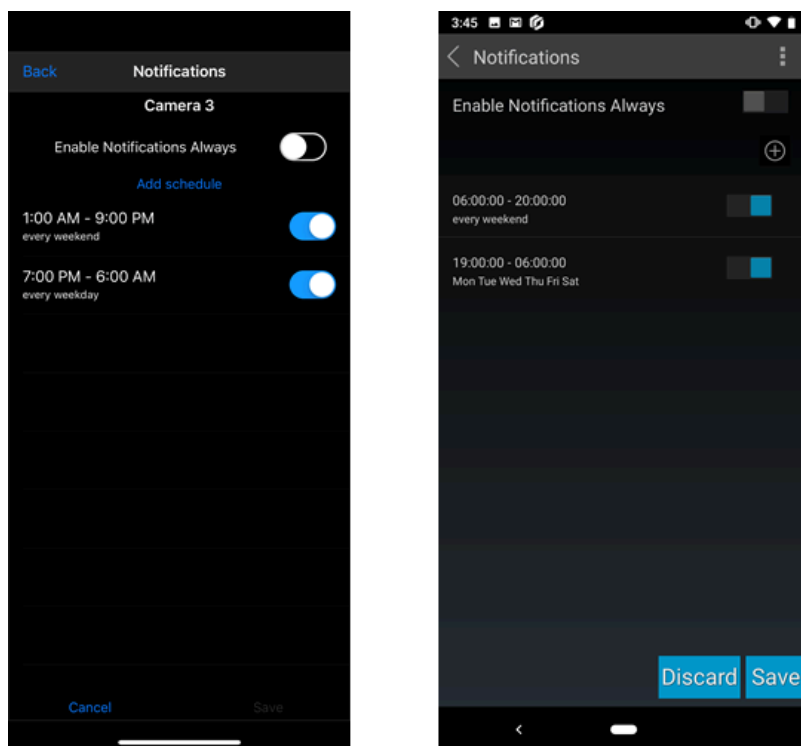 Back Notifications
Camera 3
Enable Notifications Always
Add schedule
1:00 AM - 9:00 PM
every weekend
7:00 PM - 6:00 AM
every weekday
Cancel Save
3:45
Notifications
Enable Notifications Always
06:00:00 - 20:00:00
every weekend
19:00:00 - 06:00:00
Mon Tue Wed Thu Fri Sat
Discard Save